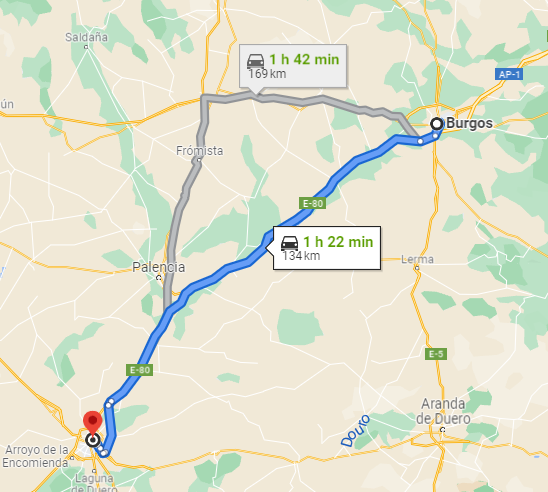 Saldaña
1 h 42 min
169 km
AP-1
ún
Burgos
Frómista
E-80
1 h 22 min
134 km
Palencia
Lerma
E-5
E-80
Aranda
de Duero
Douro
Arroyo de la
Encomienda
Laguna
de Duero